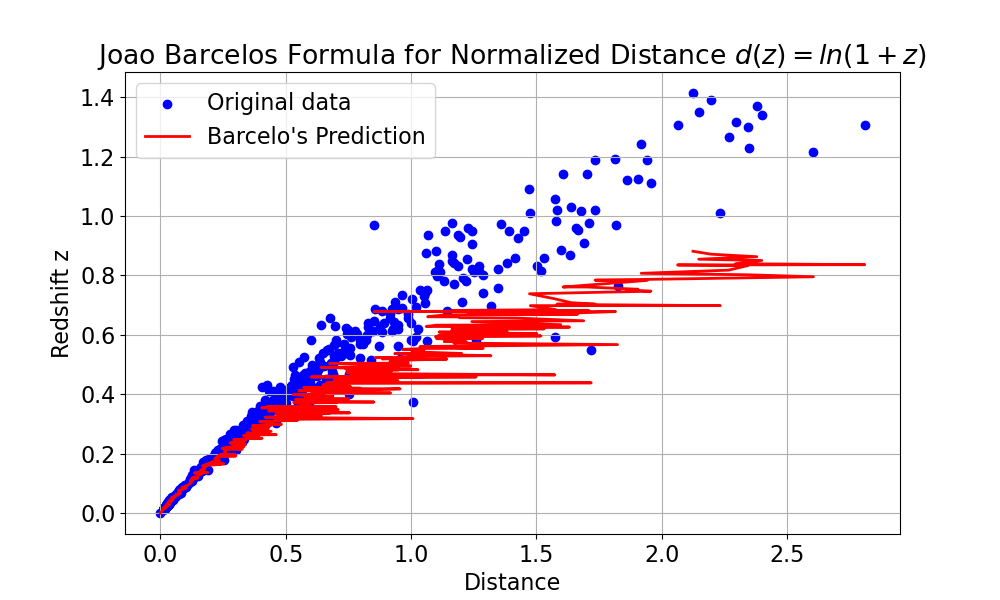 Joao Barcelos Formula for Normalized Distance d(z) = ln(1 + z)
Original data
Barcelo's Prediction
1.4
1.2
1.0
0.8
0.6
0.4
0.2
0.0
Redshift z
0.0 0.5 1.0 1.5 2.0 2.5
Distance